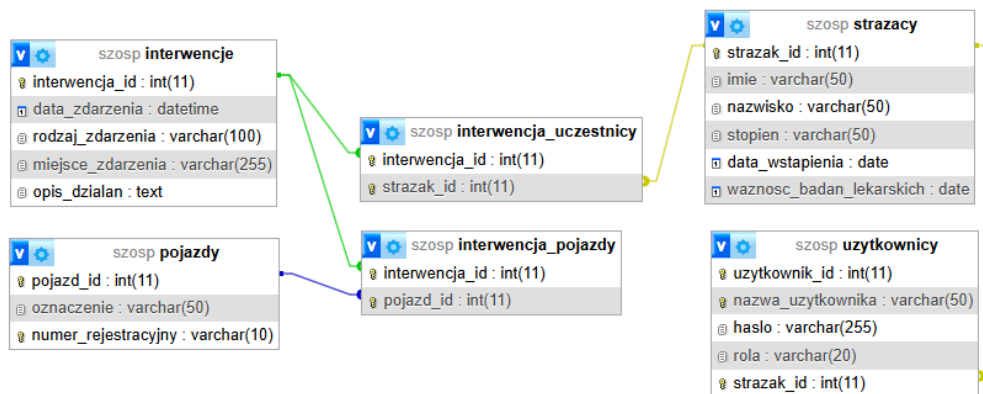 szosp interwencje
interwencja_id : int(11)
data_zdarzenia : datetime
rodzaj_zdarzenia : varchar(100)
miejsce_zdarzenia : varchar(255)
opis_dzialan : text
szosp pojazdy
pojazd_id : int(11)
oznaczenie : varchar(50)
numer_rejestracyjny : varchar(10)
szosp interwencja_uczestnicy
interwencja_id : int(11)
strazak_id : int(11)
szosp interwencja_pojazdy
interwencja_id : int(11)
pojazd_id : int(11)
szosp strazacy
strazak_id : int(11)
imie : varchar(50)
nazwisko : varchar(50)
stopien : varchar(50)
data_wstapienia : date
waznosc_badan_lekarskich : date
szosp uzytkownicy
uzytkownik_id : int(11)
nazwa_uzytkownika : varchar(50)
haslo : varchar(255)
rola : varchar(20)
strazak_id : int(11)